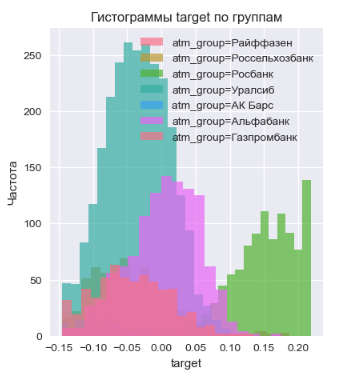 Гистограммы target по группам
atm_group=Райффазен
atm_group=Россельхозбанк
atm_group=Росбанк
atm_group=Уралсиб
atm_group=АК Барс
atm_group=Альфабанк
atm_group=Газпромбанк
Частота
250
200
150
100
50
0
−0.15 −0.10 −0.05 0.00 0.05 0.10 0.15 0.20
target